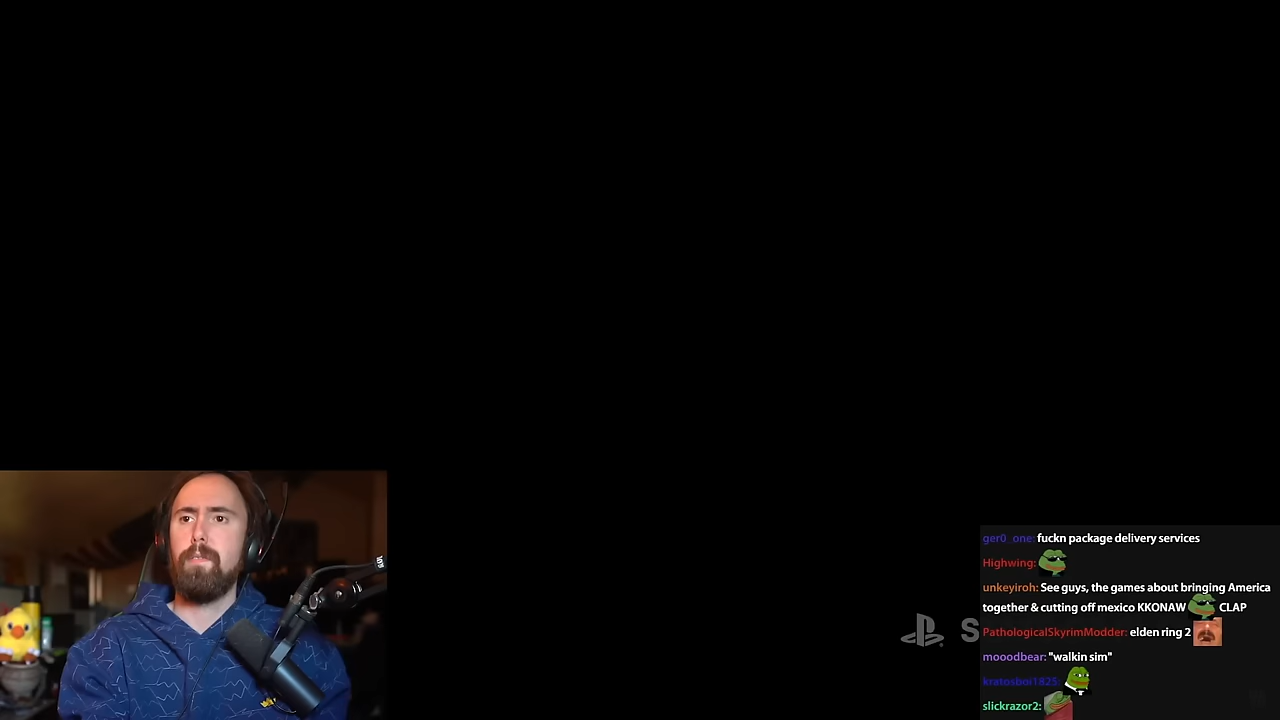 ger0_one: fuckn package delivery services
Highwing:
unkeyiroh: See guys, the games about bringing America
together & cutting off mexico KKONAW CLAP
S PathologicalSkyrimModder: elden ring 2
mooodbear: "walkin sim"
kratosboi1825:
slickrazor2: